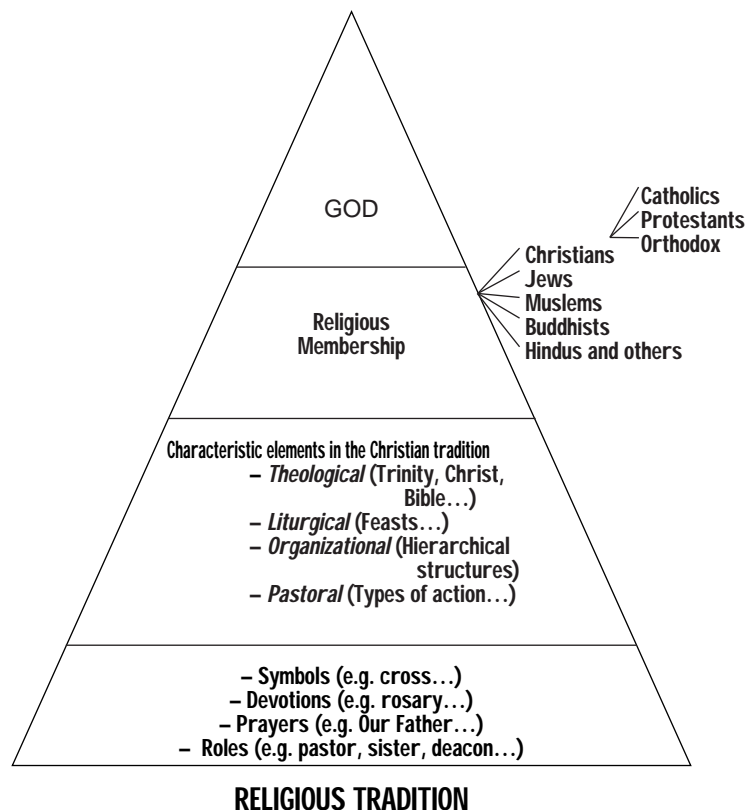 GOD
Catholics
Protestants
Orthodox
Christians
Jews
Muslems
Buddhists
Hindus and others
Religious
Membership
Characteristic elements in the Christian tradition
– Theological (Trinity, Christ,
Bible…)
– Liturgical (Feasts…)
– Organizational (Hierarchical
structures)
– Pastoral (Types of action…)
– Symbols (e.g. cross…)
– Devotions (e.g. rosary…)
– Prayers (e.g. Our Father…)
– Roles (e.g. pastor, sister, deacon…)
RELIGIOUS TRADITION